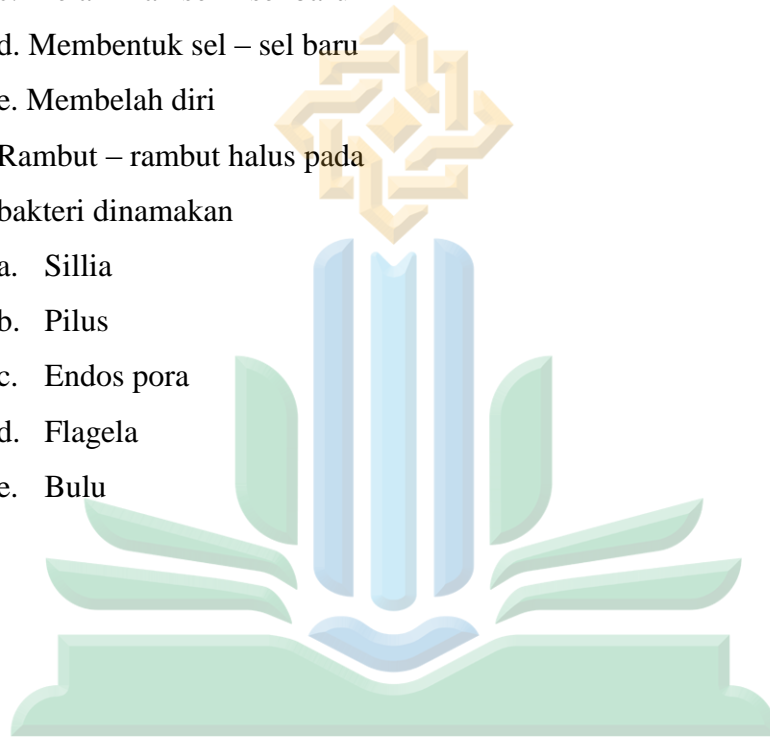 d. Membentuk sel – sel baru
e. Membelah diri
Rambut – rambut halus pada
bakteri dinamakan
a. Sillia
b. Pilus
c. Endos pora
d. Flagela
e. Bulu